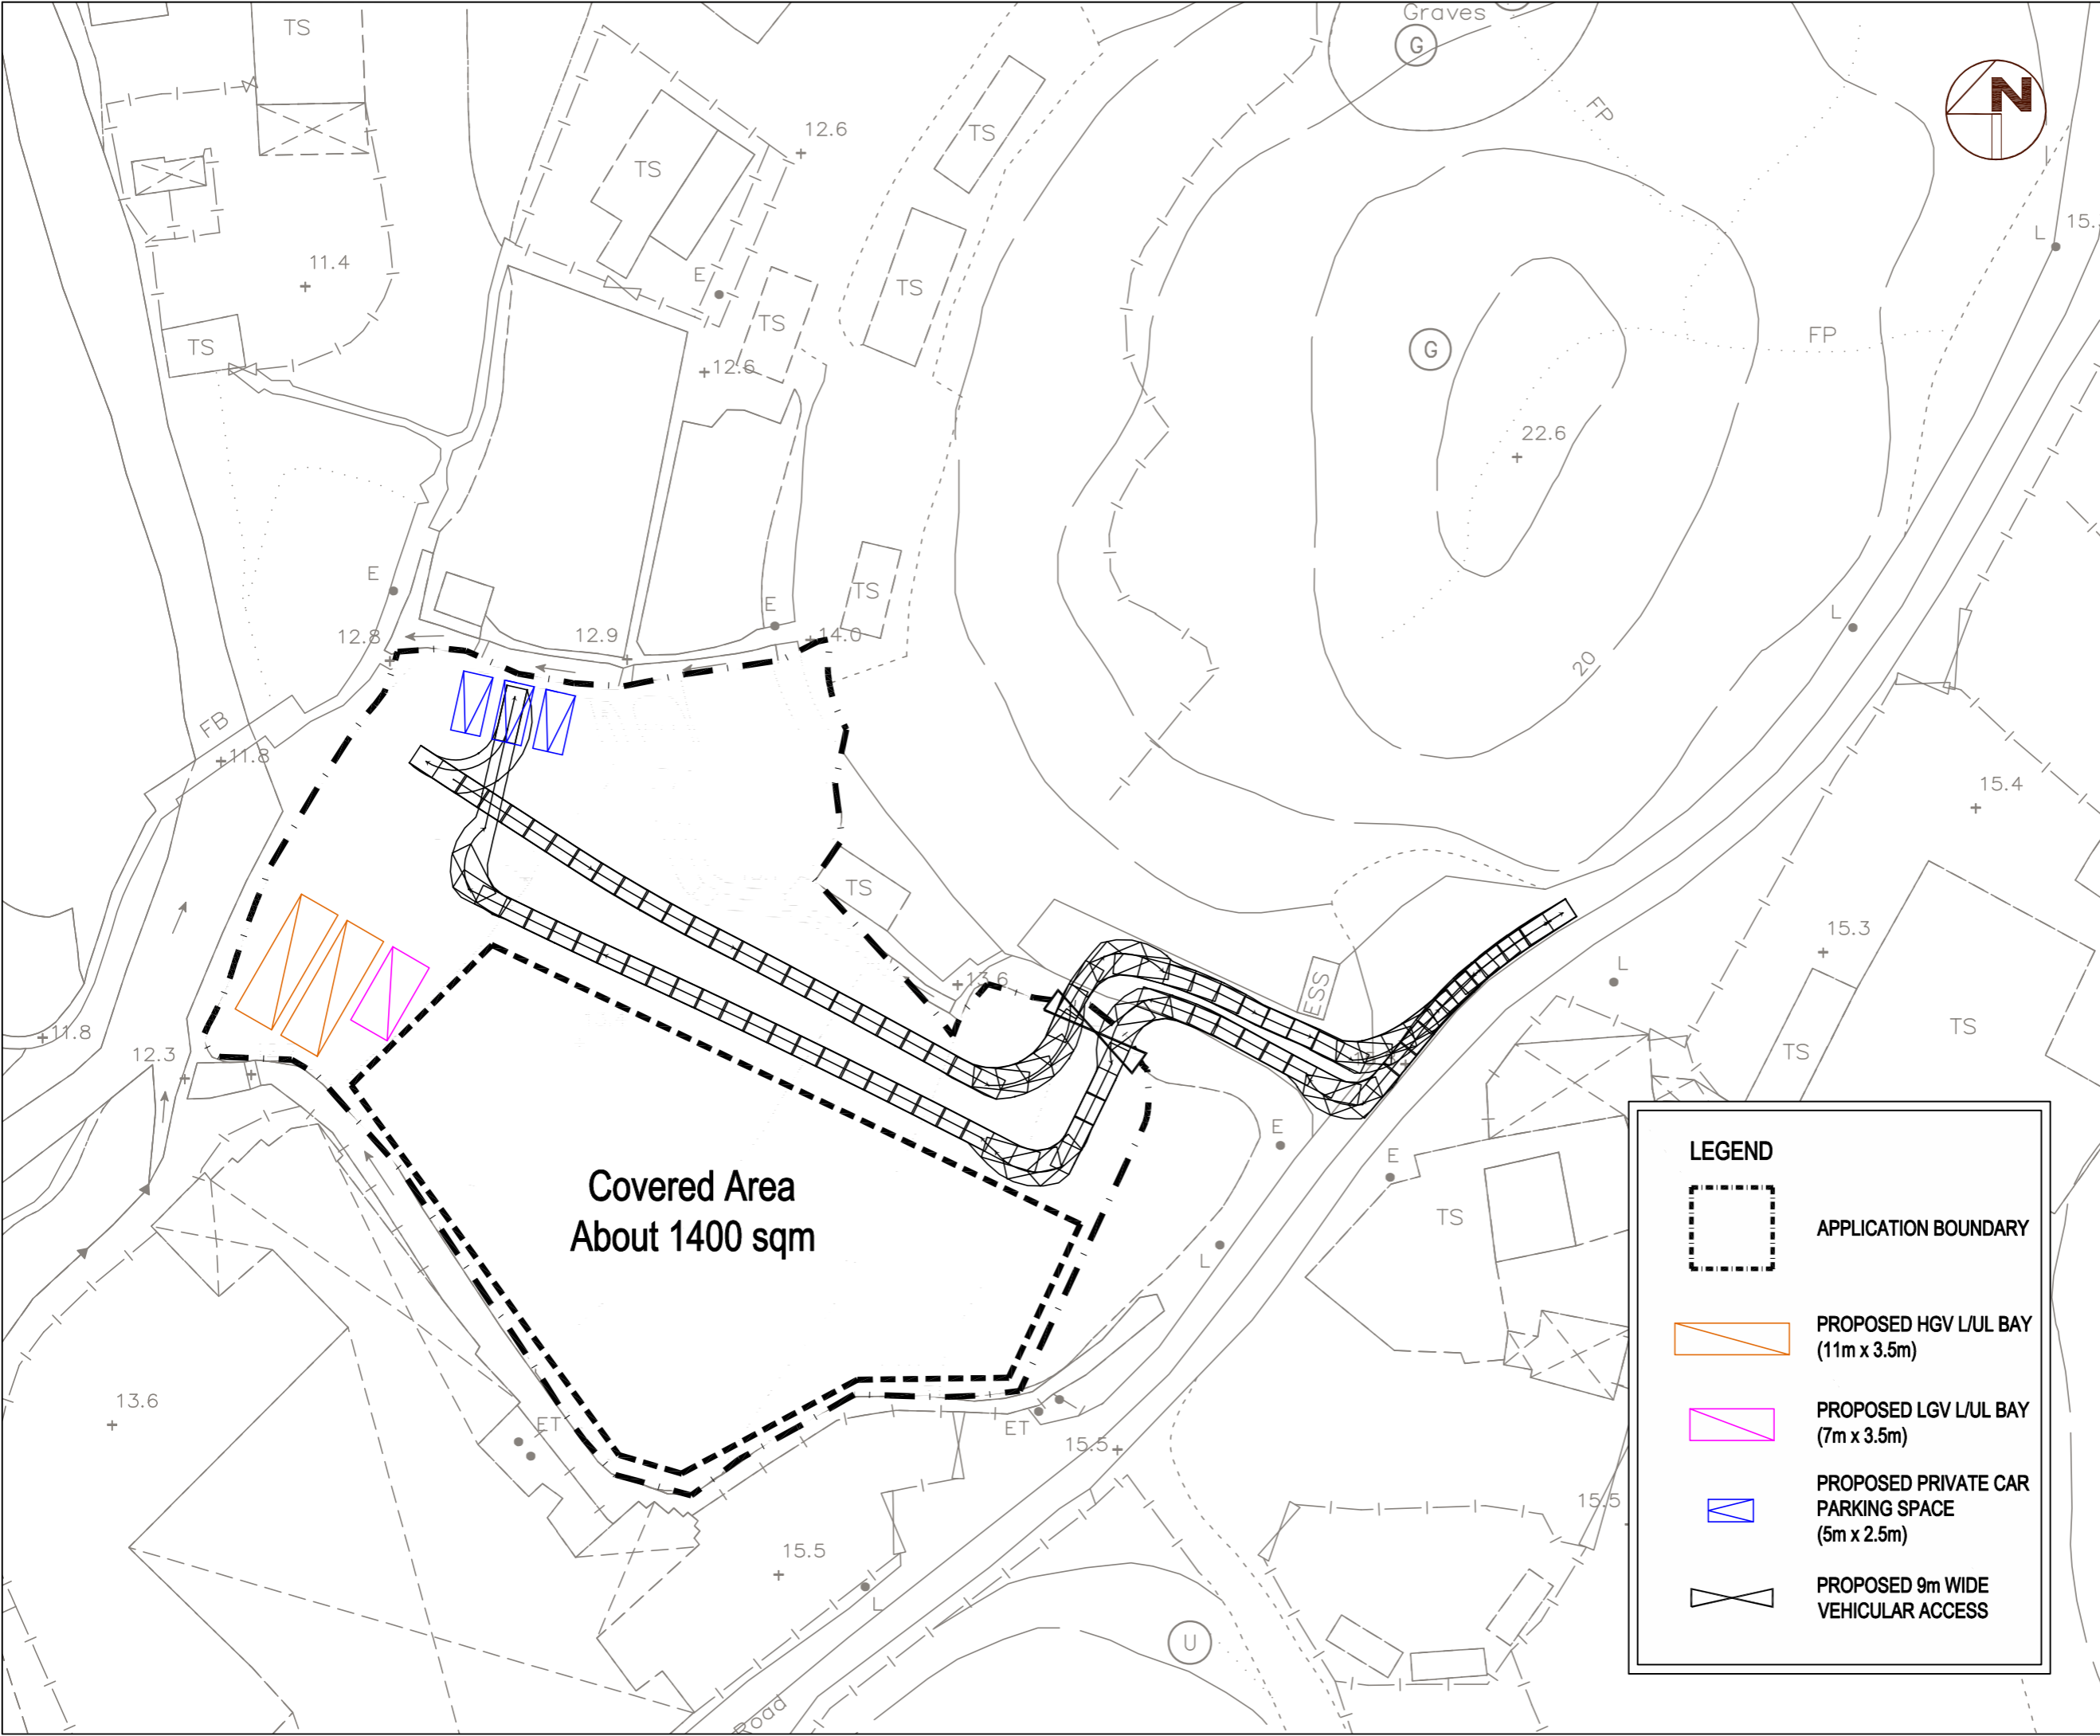 Graves
G
TS
N
12.6
TS
TS
15.
L
11.4
E
TS
TS
TS
FP
FP
G
12.6
22.6
E
TS
E
L
12.8
12.9
14.0
20
FB
11.8
15.4
TS
15.3
13.6
L
ESS
11.8
12.3
TS
TS
E
E
LEGEND
Covered Area
About 1400 sqm
TS
APPLICATION BOUNDARY
L
PROPOSED HGV L/UL BAY
(11m x 3.5m)
13.6
ET
ET
15.5
PROPOSED LGV L/UL BAY
(7m x 3.5m)
PROPOSED PRIVATE CAR
PARKING SPACE
(5m x 2.5m)
15.5
15.5
L
PROPOSED 9m WIDE
VEHICULAR ACCESS
U
Road